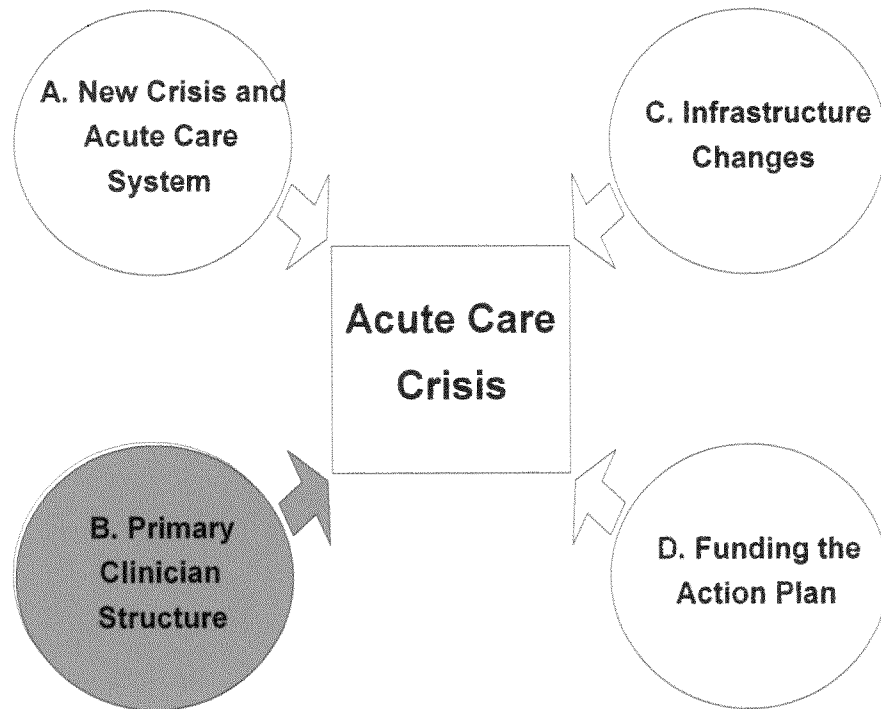 A. New Crisis and
Acute Care
System
C. Infrastructure
Changes
Acute Care
Crisis
B. Primary
Clinician
Structure
D. Funding the
Action Plan